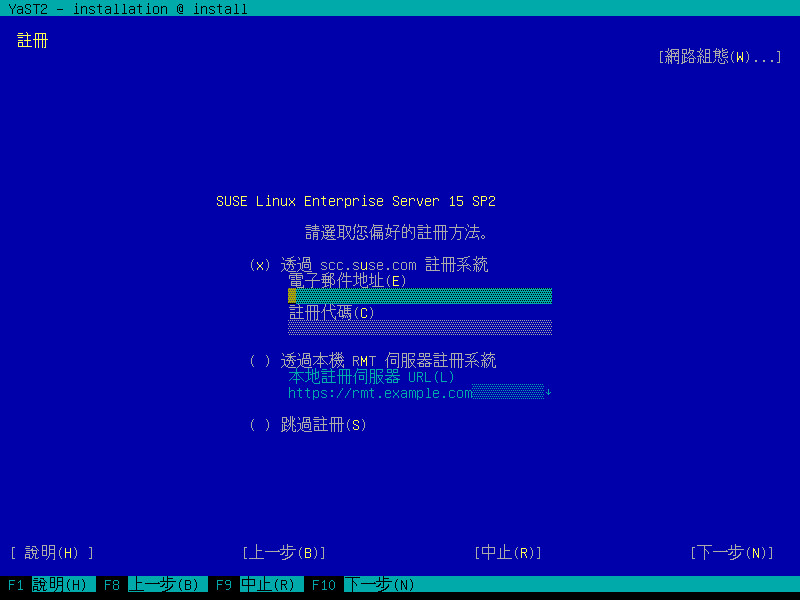 YaST2 - installation @ install
註冊
[網路組態(W)...]
SUSE Linux Enterprise Server 15 SP2
請選取您偏好的註冊方法。
(x) 透過 scc.suse.com 註冊系統
電子郵件地址(E)
註冊代碼(C)
( ) 透過本機 RMT 伺服器註冊系統
本地註冊伺服器 URL(L)
https://rmt.example.com
( ) 跳過註冊(S)
[ 說明(H) ] [上一步(B)] [中止(R)] [下一步(N)]
F1 說明(H) F8 上一步(B) F9 中止(R) F10 下一步(N)